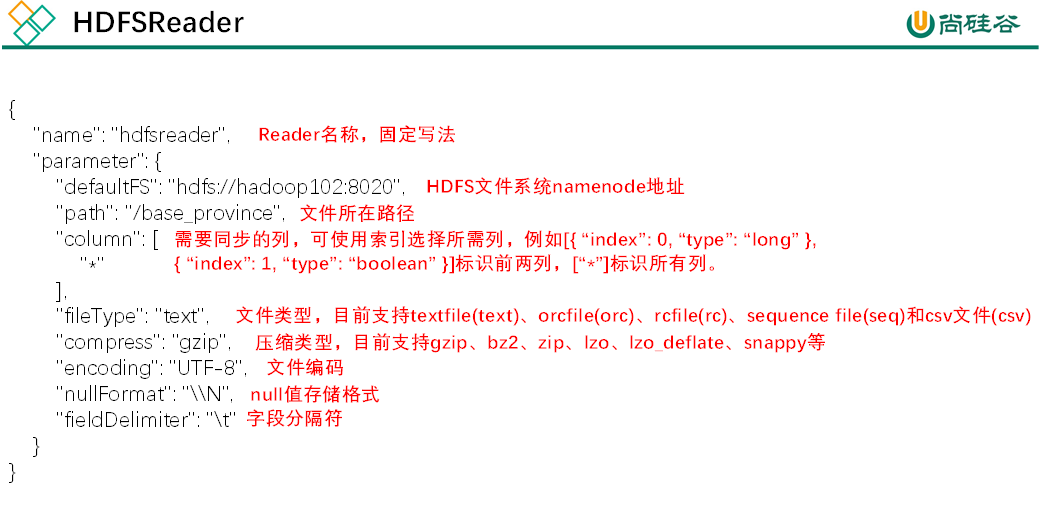 HDFSReader
尚硅谷
{
"name": "hdfsreader", Reader名称，固定写法
"parameter": {
"defaultFS": "hdfs://hadoop102:8020", HDFS文件系统namenode地址
"path": "/base_province", 文件所在路径
"column": [ 需要同步的列，可使用索引选择所需列，例如[{ “index”: 0, “type”: “long” },
"*" { “index”: 1, “type”: “boolean” }]标识前两列，[“*”]标识所有列。
],
"fileType": "text", 文件类型，目前支持textfile(text)、orcfile(orc)、rcfile(rc)、sequence file(seq)和csv文件(csv)
"compress": "gzip", 压缩类型，目前支持gzip、bz2、zip、lzo、lzo_deflate、snappy等
"encoding": "UTF-8", 文件编码
"nullFormat": "\\N", null值存储格式
"fieldDelimiter": "\t" 字段分隔符
}
}